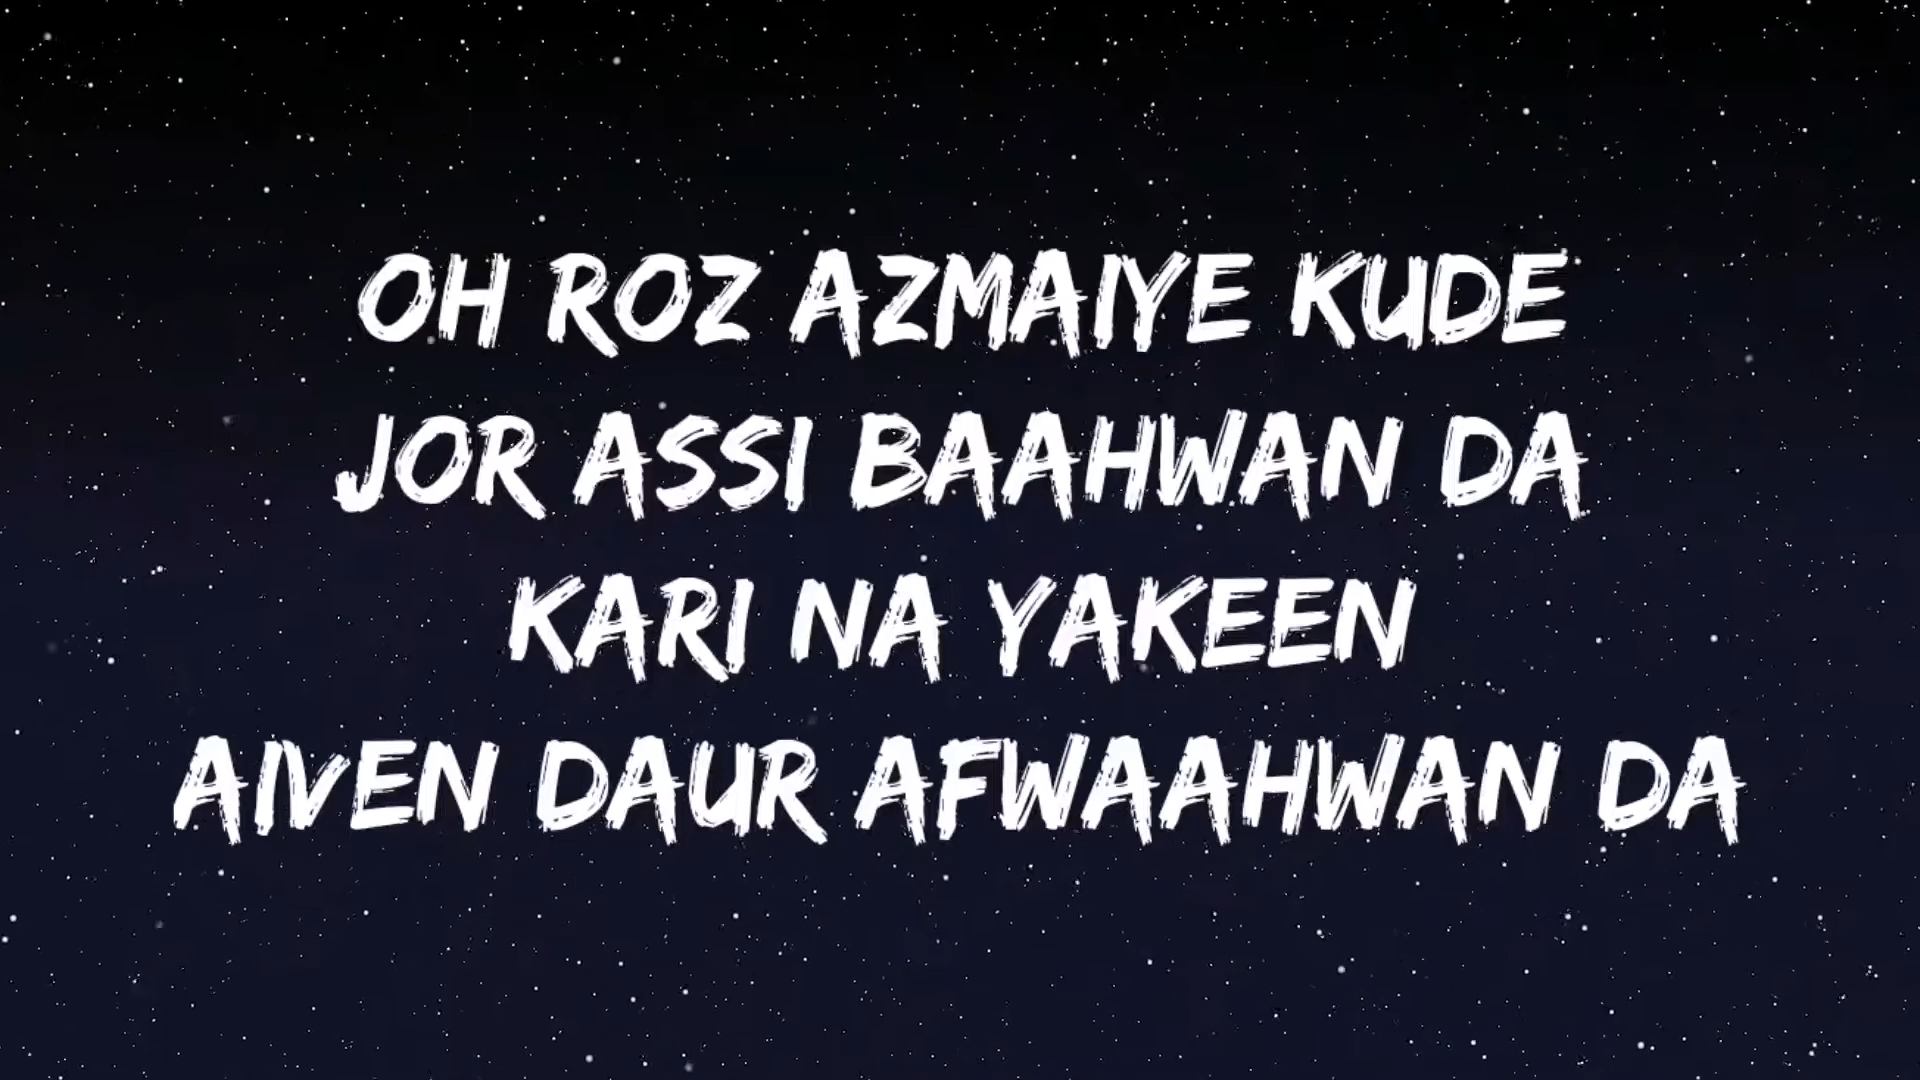 OH ROZ AZMAIYE KUDE
JOR ASSI BAAHWAN DA
KARI NA YAKEEN
AIVEN DAUR AFWAAHWAN DA